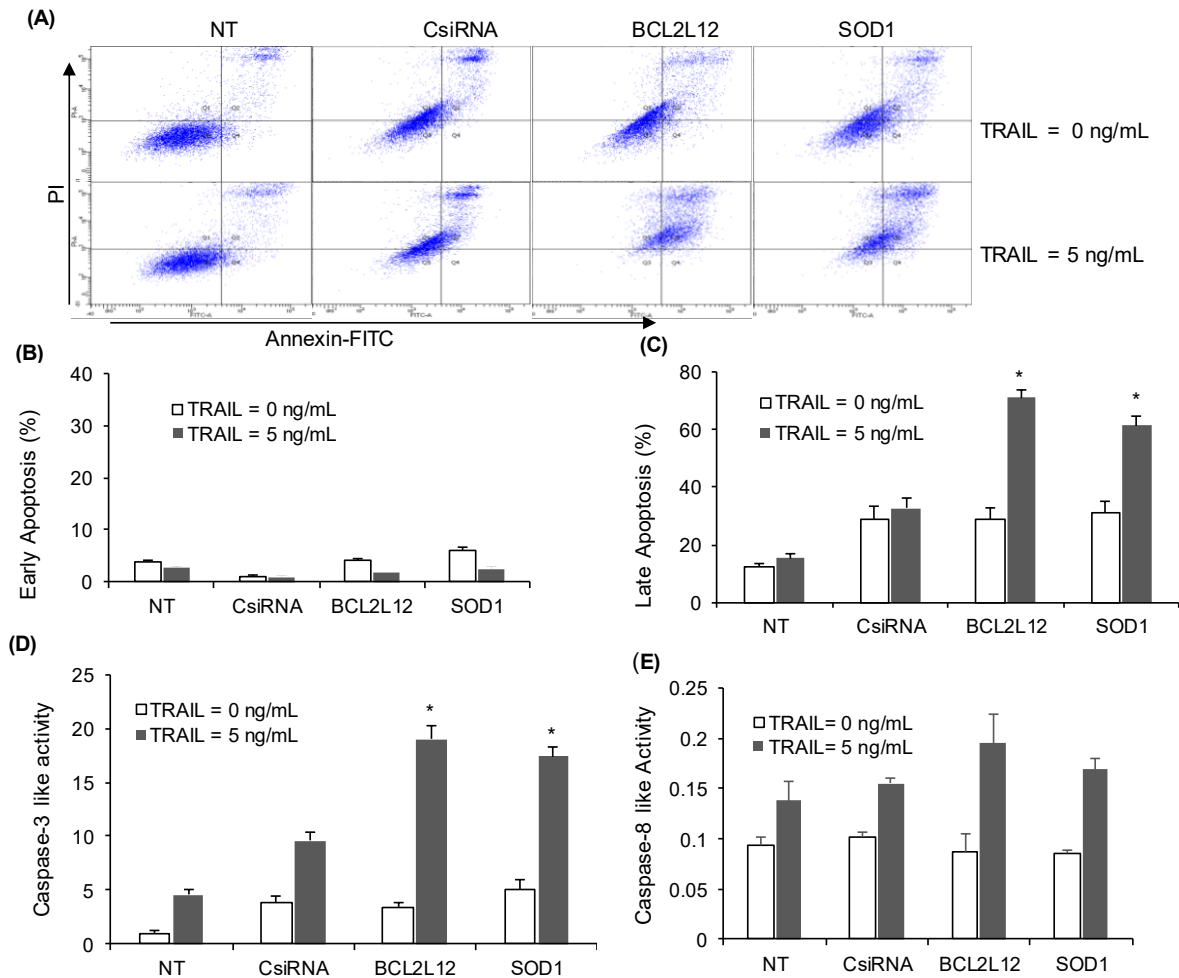 (A)
NT CsiRNA BCL2L12 SOD1
TRAIL = 0 ng/mL
PI
TRAIL = 5 ng/mL
Annexin-FITC
(B)
Early Apoptosis (%)
40
30
20
10
0
TRAIL = 0 ng/mL
TRAIL = 5 ng/mL
NT CsiRNA BCL2L12 SOD1
(C)
Late Apoptosis (%)
80
60
40
20
0
TRAIL = 0 ng/mL
TRAIL = 5 ng/mL
* *
NT CsiRNA BCL2L12 SOD1
(D)
Caspase-3 like activity
25
20
15
10
5
0
TRAIL = 0 ng/mL
TRAIL = 5 ng/mL
* *
NT CsiRNA BCL2L12 SOD1
(E)
Caspase-8 like Activity
0.25
0.2
0.15
0.1
0.05
0
TRAIL= 0 ng/mL
TRAIL= 5 ng/mL
NT CsiRNA BCL2L12 SOD1